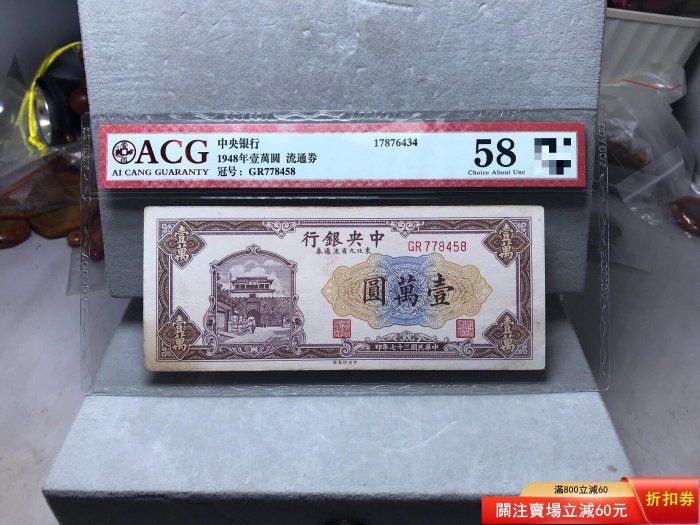 ACG
AI CANG GUARANTY
中央银行
1948年壹萬圓 流通券
冠号: GR778458
17876434
58
Choice About Unc
行銀央中
券通流省九北東
GR 778458
圓萬壹
壹萬
壹萬
壹萬
壹萬
印年七十三國民華中
滿800立減60
關注賣場立減60元
折扣券